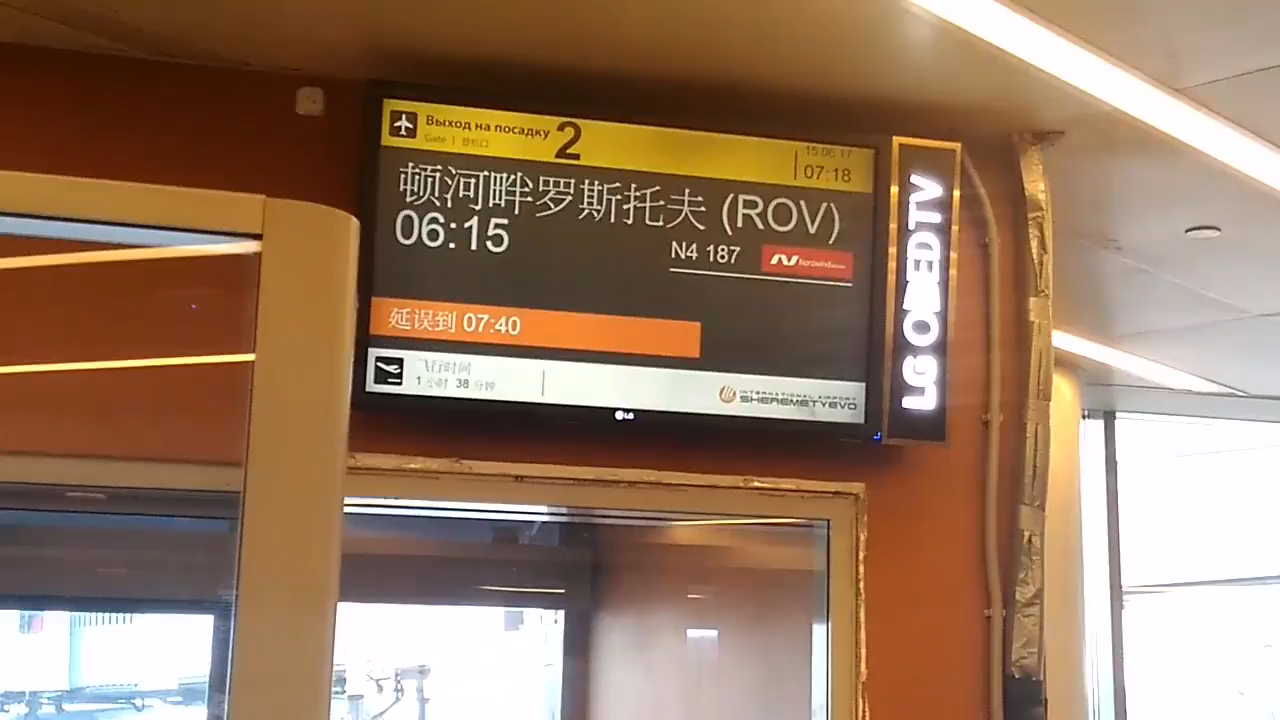 Выход на посадку 2
Gate | 登机口
15.06.17
07:18
顿河畔罗斯托夫 (ROV)
06:15
N4 187
Nordwind
延误到 07:40
飞行时间
1 小时 38 分钟
INTERNATIONAL AIRPORT
SHEREMETYEVO
LG
LG OLED TV